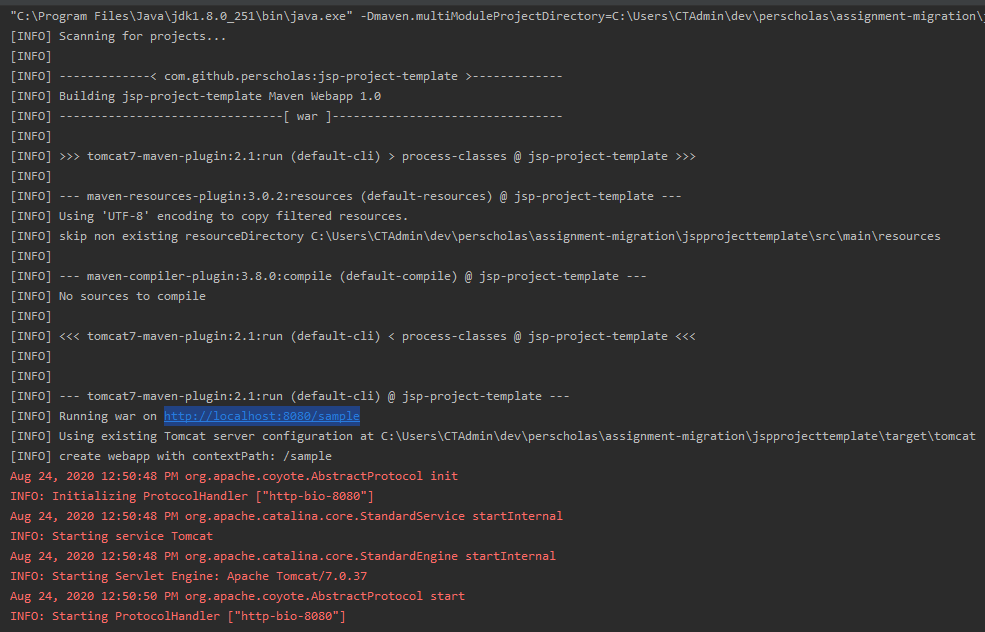 "C:\Program Files\Java\jdk1.8.0_251\bin\java.exe" -Dmaven.multiModuleProjectDirectory=C:\Users\CTAdmin\dev\perscholas\assignment-migration\
[INFO] Scanning for projects...
[INFO]
[INFO] -------------< com.github.perscholas:jsp-project-template >-------------
[INFO] Building jsp-project-template Maven Webapp 1.0
[INFO] --------------------------------[ war ]---------------------------------
[INFO]
[INFO] >>> tomcat7-maven-plugin:2.1:run (default-cli) > process-classes @ jsp-project-template >>>
[INFO]
[INFO] --- maven-resources-plugin:3.0.2:resources (default-resources) @ jsp-project-template ---
[INFO] Using 'UTF-8' encoding to copy filtered resources.
[INFO] skip non existing resourceDirectory C:\Users\CTAdmin\dev\perscholas\assignment-migration\jspprojecttemplate\src\main\resources
[INFO]
[INFO] --- maven-compiler-plugin:3.8.0:compile (default-compile) @ jsp-project-template ---
[INFO] No sources to compile
[INFO]
[INFO] <<< tomcat7-maven-plugin:2.1:run (default-cli) < process-classes @ jsp-project-template <<<
[INFO]
[INFO]
[INFO] --- tomcat7-maven-plugin:2.1:run (default-cli) @ jsp-project-template ---
[INFO] Running war on http://localhost:8080/sample
[INFO] Using existing Tomcat server configuration at C:\Users\CTAdmin\dev\perscholas\assignment-migration\jspprojecttemplate\target\tomcat
[INFO] create webapp with contextPath: /sample
Aug 24, 2020 12:50:48 PM org.apache.coyote.AbstractProtocol init
INFO: Initializing ProtocolHandler ["http-bio-8080"]
Aug 24, 2020 12:50:48 PM org.apache.catalina.core.StandardService startInternal
INFO: Starting service Tomcat
Aug 24, 2020 12:50:48 PM org.apache.catalina.core.StandardEngine startInternal
INFO: Starting Servlet Engine: Apache Tomcat/7.0.37
Aug 24, 2020 12:50:50 PM org.apache.coyote.AbstractProtocol start
INFO: Starting ProtocolHandler ["http-bio-8080"]